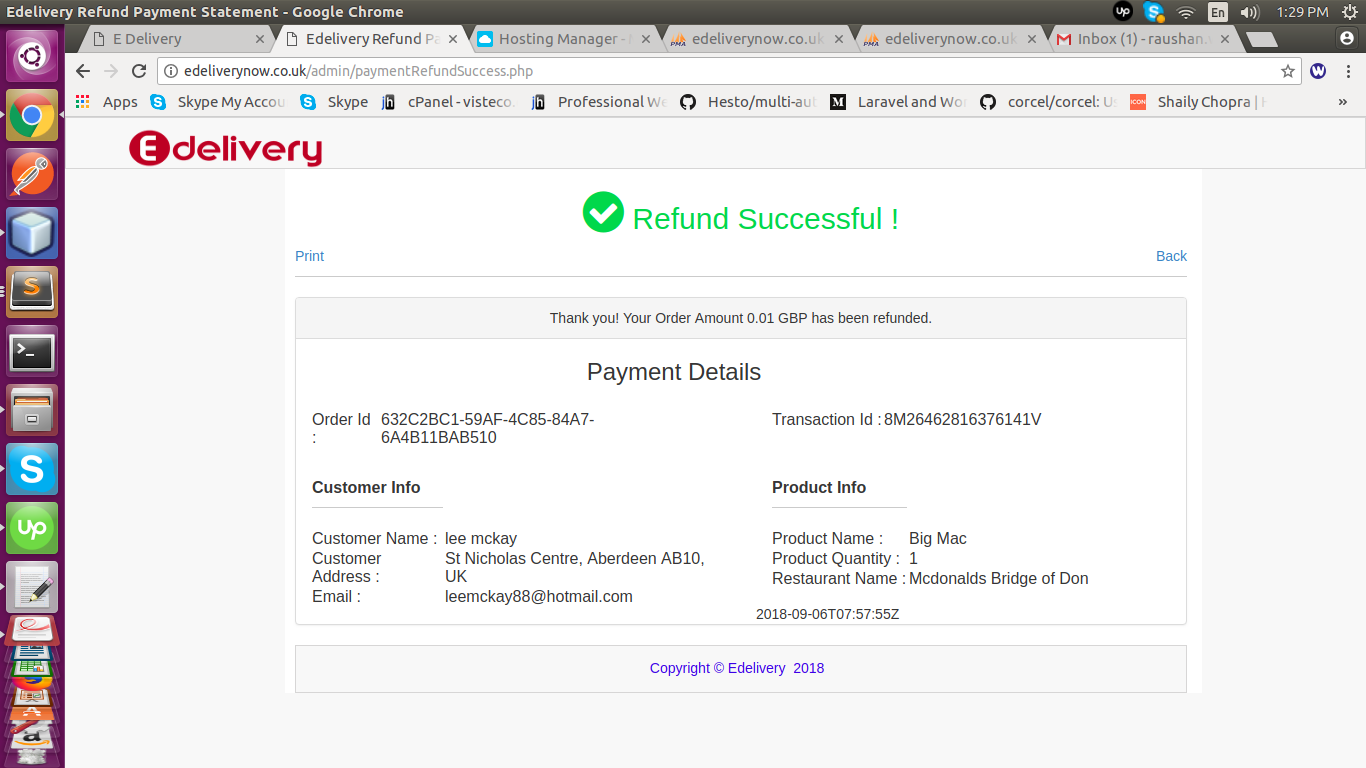 Edelivery Refund Payment Statement - Google Chrome
Up
En
1:29 PM
E Delivery
Edelivery Refund Pa
Hosting Manager -
edeliverynow.co.uk
edeliverynow.co.uk
Inbox (1) - raushan.
edeliverynow.co.uk/admin/paymentRefundSuccess.php
Apps
Skype My Accou
Skype
jh
cPanel - visteco.
jh
Professional We
Hesto/multi-aut
M
Laravel and Wor
corcel/corcel: Us
ICON
Shaily Chopra |
»
Edelivery
Refund Successful !
Print
Back
Thank you! Your Order Amount 0.01 GBP has been refunded.
Payment Details
Order Id : 632C2BC1-59AF-4C85-84A7-
6A4B11BAB510
Transaction Id : 8M26462816376141V
Customer Info
Product Info
Customer Name : lee mckay
Customer Address : St Nicholas Centre, Aberdeen AB10,
UK
Email : leemckay88@hotmail.com
Product Name : Big Mac
Product Quantity : 1
Restaurant Name : Mcdonalds Bridge of Don
2018-09-06T07:57:55Z
Copyright © Edelivery 2018